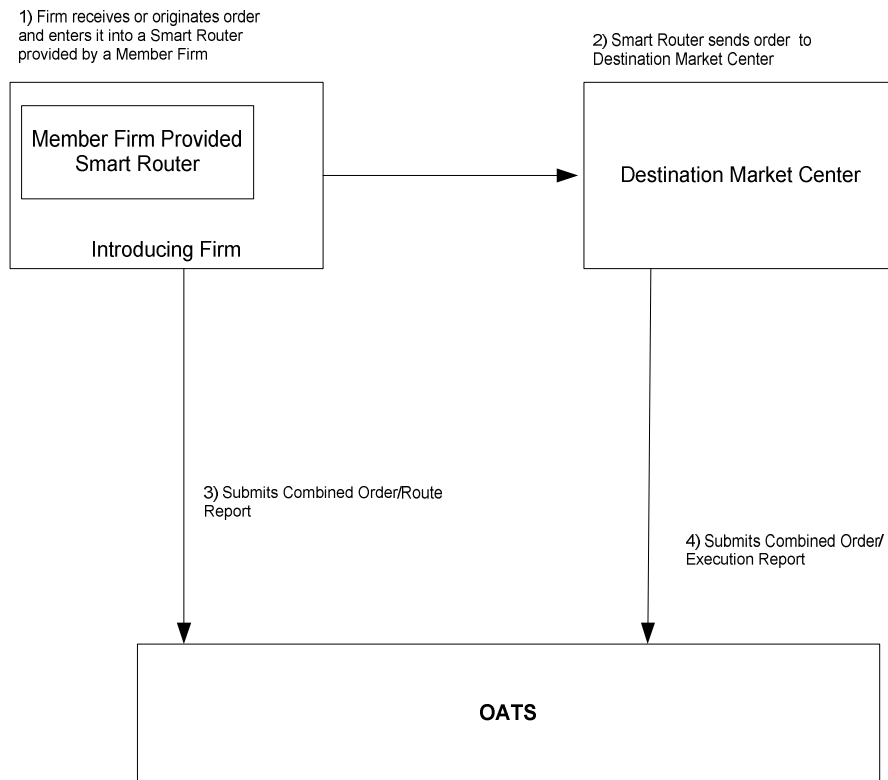 1) Firm receives or originates order
and enters it into a Smart Router
provided by a Member Firm
2) Smart Router sends order to
Destination Market Center
Member Firm Provided
Smart Router
Introducing Firm
Destination Market Center
3) Submits Combined Order/Route
Report
4) Submits Combined Order/
Execution Report
OATS